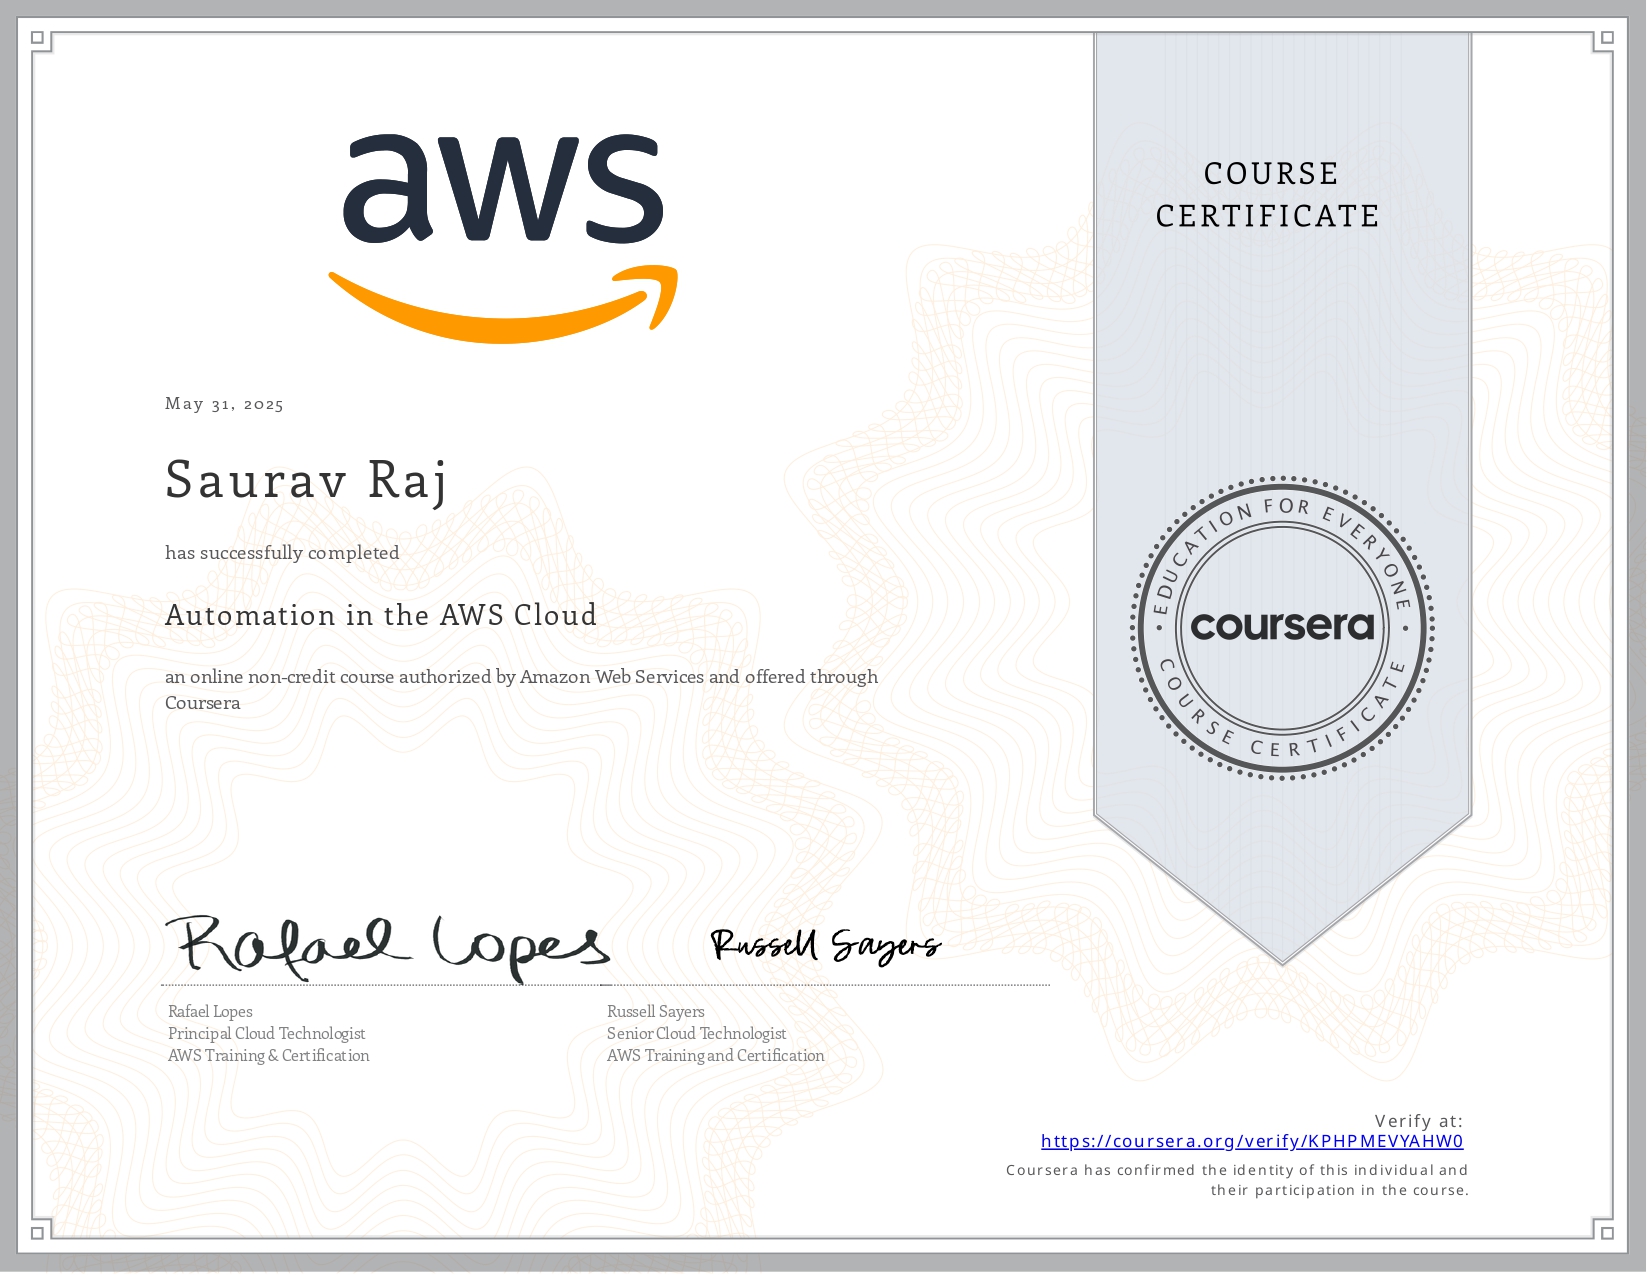 aws
COURSE
CERTIFICATE
May 31, 2025
Saurav Raj
has successfully completed
Automation in the AWS Cloud
an online non-credit course authorized by Amazon Web Services and offered through
Coursera
• EDUCATION FOR EVERYONE •
coursera
COURSE CERTIFICATE
Rafael Lopes
Russell Sayers
Rafael Lopes
Principal Cloud Technologist
AWS Training & Certification
Russell Sayers
Senior Cloud Technologist
AWS Training and Certification
Verify at:
https://coursera.org/verify/KPHPMEVYAHW0
Coursera has confirmed the identity of this individual and
their participation in the course.